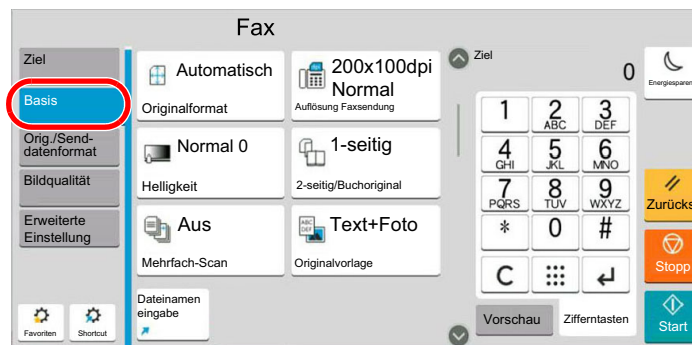 Fax
Ziel
Basis
Orig./Send-
datenformat
Bildqualität
Erweiterte
Einstellung
Favoriten
Shortcut
Automatisch
Originalformat
200x100dpi
Normal
Auflösung Faxsendung
Normal 0
Helligkeit
1-seitig
2-seitig/Buchoriginal
Aus
Mehrfach-Scan
ABC
DEF
Text+Foto
Originalvorlage
Dateinamen
eingabe
Ziel
0
1
2
ABC
3
DEF
4
GHI
5
JKL
6
MNO
7
PQRS
8
TUV
9
WXYZ
*
0
#
C
Vorschau
Zifferntasten
Energiesparen
Zurücks
Stopp
Start